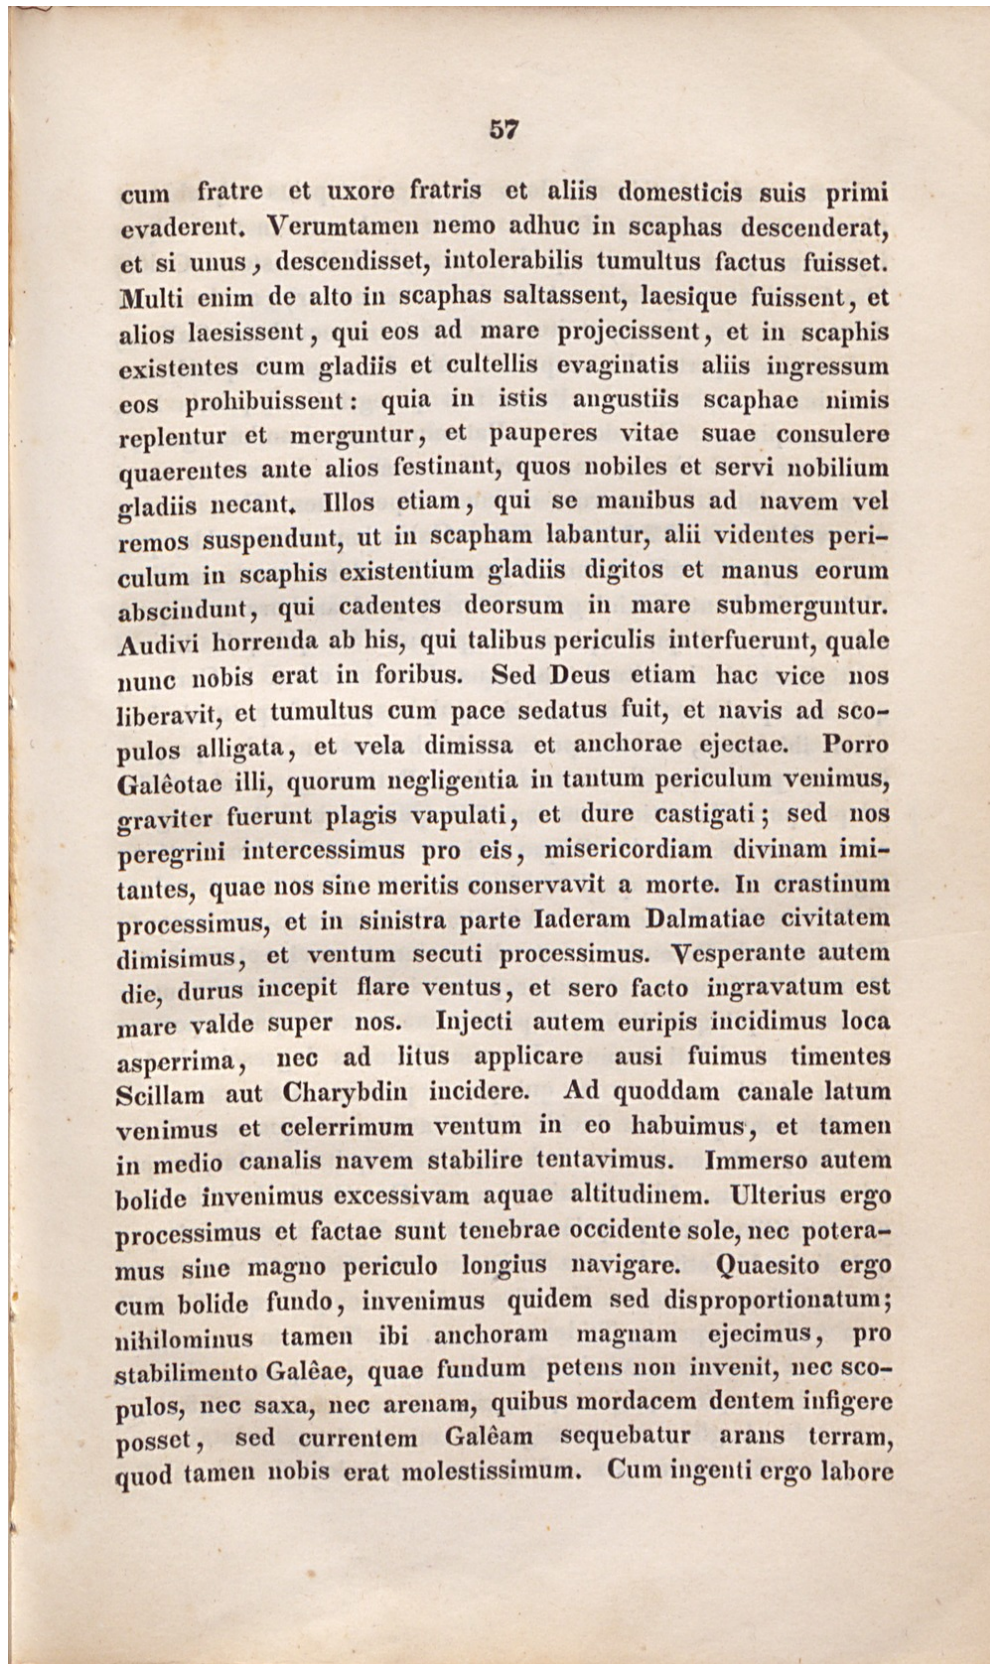 57
cum fratre et uxore fratris et aliis domesticis suis primi
evaderent. Verumtamen nemo adhuc in scaphas descenderat,
et si unus, descendisset, intolerabilis tumultus factus fuisset.
Multi enim de alto in scaphas saltassent, laesique fuissent, et
alios laesissent, qui eos ad mare projecissent, et in scaphis
existentes cum gladiis et cultellis evaginatis aliis ingressum
eos prohibuissent: quia in istis angustiis scaphae nimis
replentur et merguntur, et pauperes vitae suae consulere
quaerentes ante alios festinant, quos nobiles et servi nobilium
gladiis necant. Illos etiam, qui se manibus ad navem vel
remos suspendunt, ut in scapham labantur, alii videntes peri-
culum in scaphis existentium gladiis digitos et manus eorum
abscindunt, qui cadentes deorsum in mare submerguntur.
Audivi horrenda ab his, qui talibus periculis interfuerunt, quale
nunc nobis erat in foribus. Sed Deus etiam hac vice nos
liberavit, et tumultus cum pace sedatus fuit, et navis ad sco-
pulos alligata, et vela dimissa et anchorae ejectae. Porro
Galêotae illi, quorum negligentia in tantum periculum venimus,
graviter fuerunt plagis vapulati, et dure castigati; sed nos
peregrini intercessimus pro eis, misericordiam divinam imi-
tantes, quae nos sine meritis conservavit a morte. In crastinum
processimus, et in sinistra parte Iaderam Dalmatiae civitatem
dimisimus, et ventum secuti processimus. Vesperante autem
die, durus incepit flare ventus, et sero facto ingravatum est
mare valde super nos. Injecti autem euripis incidimus loca
asperrima, nec ad litus applicare ausi fuimus timentes
Scillam aut Charybdin incidere. Ad quoddam canale latum
venimus et celerrimum ventum in eo habuimus, et tamen
in medio canalis navem stabilire tentavimus. Immerso autem
bolide invenimus excessivam aquae altitudinem. Ulterius ergo
processimus et factae sunt tenebrae occidente sole, nec potera-
mus sine magno periculo longius navigare. Quaesito ergo
cum bolide fundo, invenimus quidem sed disproportionatum;
nihilominus tamen ibi anchoram magnam ejecimus, pro
stabilimento Galêae, quae fundum petens non invenit, nec sco-
pulos, nec saxa, nec arenam, quibus mordacem dentem infigere
posset, sed currentem Galêam sequebatur arans terram,
quod tamen nobis erat molestissimum. Cum ingenti ergo labore